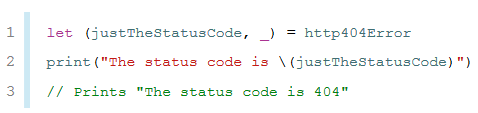 1 let (justTheStatusCode, _) = http404Error
2 print("The status code is \(justTheStatusCode)")
3 // Prints "The status code is 404"